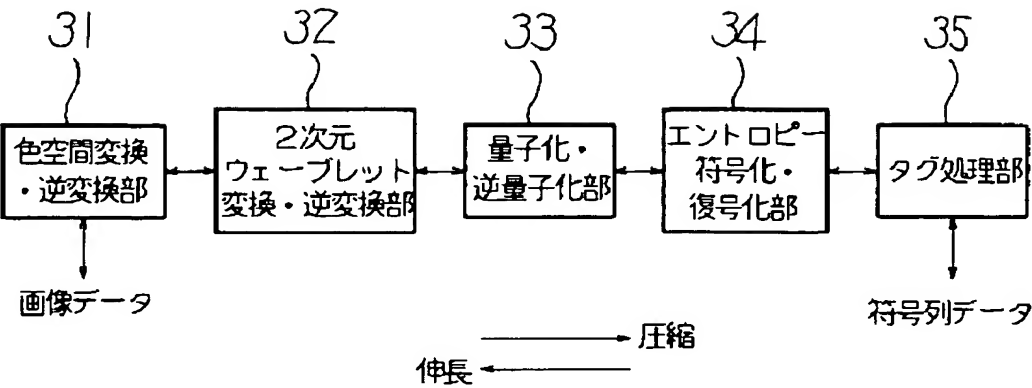 31
32
33
34
35
色空間変換
・逆変換部
2次元
ウェーブレット
変換・逆変換部
量子化・
逆量子化部
エントロピー
符号化・
復号化部
タグ処理部
画像データ
符号列データ
圧縮
伸長